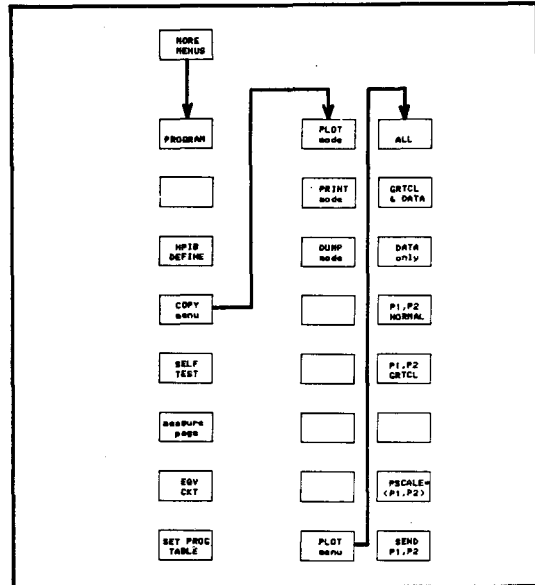 MORE
MENUS
PROGRAM
HPIB
DEFINE
COPY
menu
SELF
TEST
measure
page
EQV
CKT
SET PROG
TABLE
PLOT
mode
PRINT
mode
DUMP
mode
PLOT
menu
ALL
GRTCL
& DATA
DATA
only
P1,P2
NORMAL
P1,P2
GRTCL
PSCALE=
(P1,P2)
SEND
P1,P2